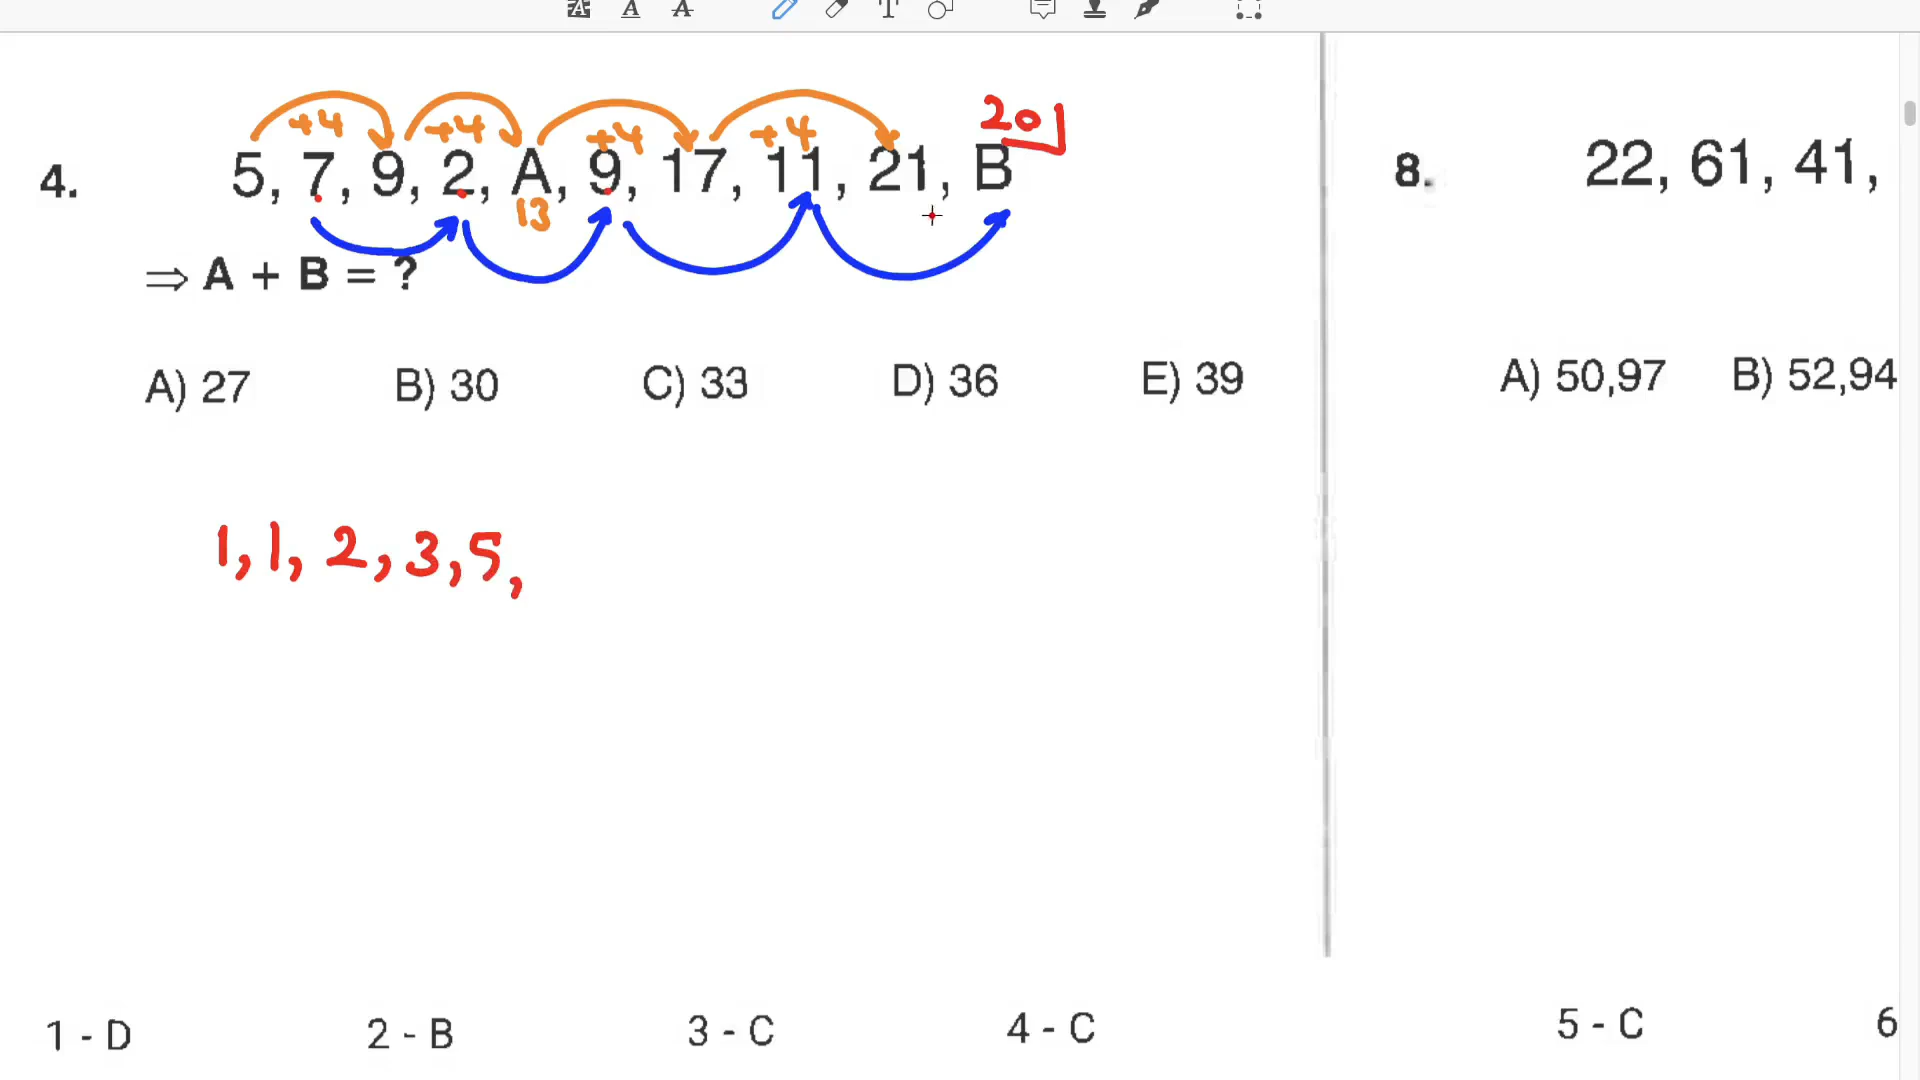 +4 +4 +4 +4 20
4. 5, 7, 9, 2, A, 9, 17, 11, 21, B
13
⇒ A + B = ?
A) 27 B) 30 C) 33 D) 36 E) 39
1, 1, 2, 3, 5,
8. 22, 61, 41,
A) 50,97 B) 52,94
1 - D 2 - B 3 - C 4 - C 5 - C 6